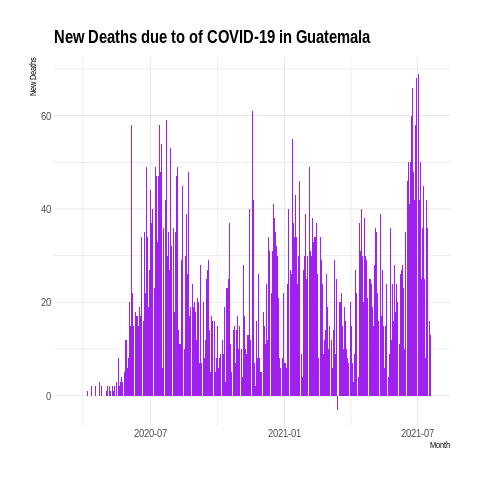 New Deaths due to of COVID-19 in Guatemala
New Deaths
60
40
20
0
2020-07
2021-01
2021-07
Month